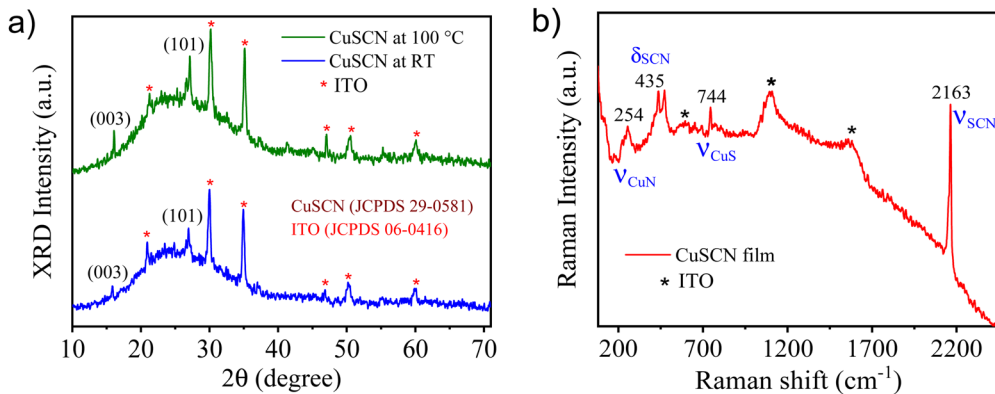 a)
XRD Intensity (a.u.)
(003)
*
(101)
*
*
*
*
*
CuSCN at 100 °C
CuSCN at RT
* ITO
(003)
*
(101)
*
*
*
*
*
CuSCN (JCPDS 29-0581)
ITO (JCPDS 06-0416)
10 20 30 40 50 60 70
2θ (degree)
b)
Raman Intensity (a.u.)
δSCN
435
254
νCuN
*
744
νCuS
*
*
2163
νSCN
CuSCN film
* ITO
200 700 1200 1700 2200
Raman shift (cm-1)